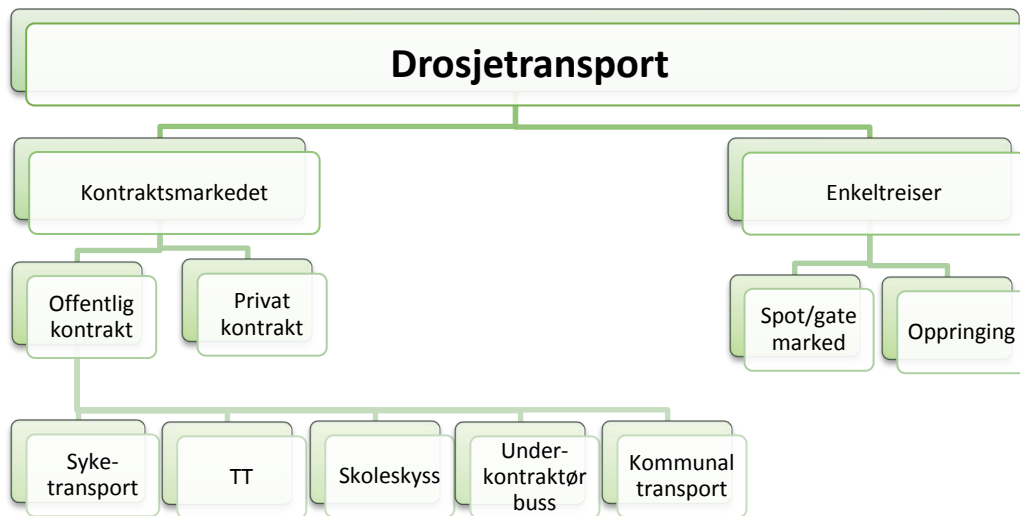 Drosjetransport
Kontraktsmarkedet
Enkeltreiser
Offentlig
kontrakt
Privat
kontrakt
Spot/gate
marked
Oppringing
Syke-
transport
TT
Skoleskyss
Under-
kontraktør
buss
Kommunal
transport